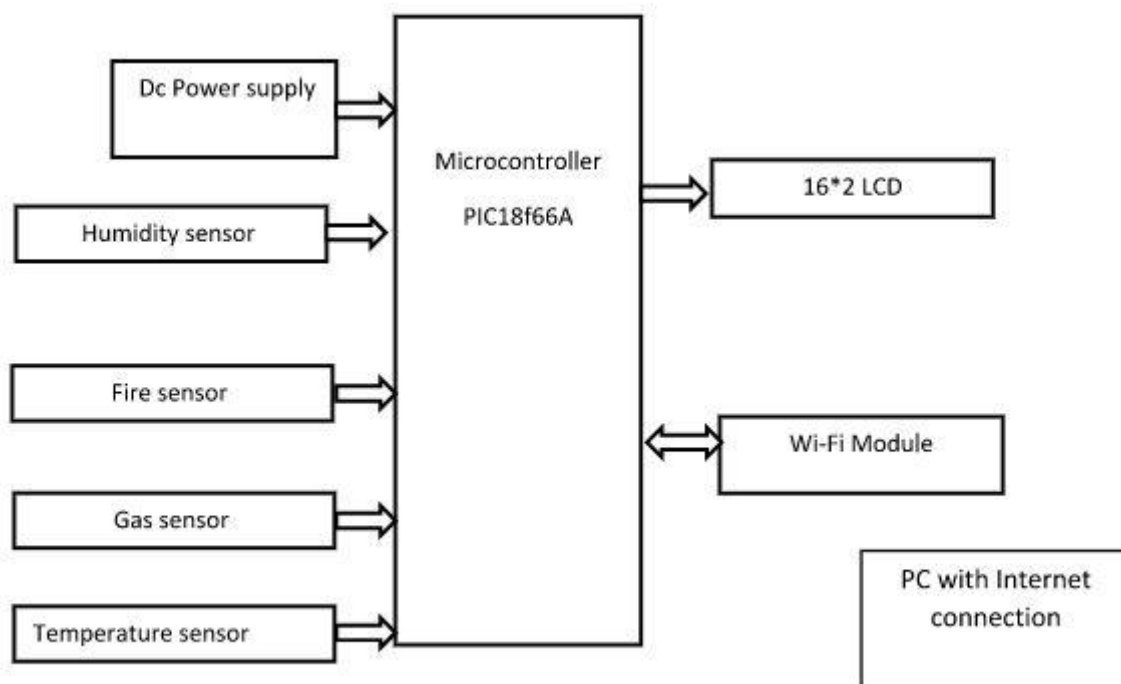 Dc Power supply
Humidity sensor
Fire sensor
Gas sensor
Temperature sensor
Microcontroller
PIC18f66A
16*2 LCD
Wi-Fi Module
PC with Internet
connection